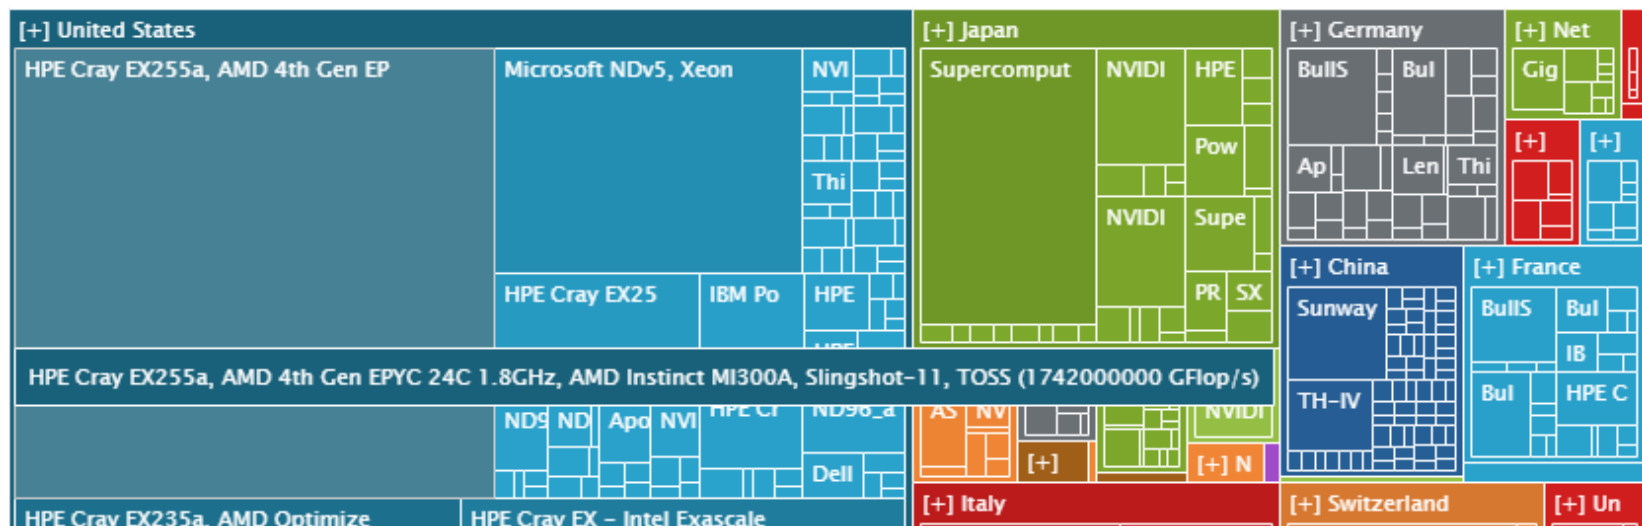 [+] United States
HPE Cray EX255a, AMD 4th Gen EP
Microsoft NDv5, Xeon
NVI
Thi
HPE Cray EX25
IBM Po
HPE
HPE
HPE Cray EX255a, AMD 4th Gen EPYC 24C 1.8GHz, AMD Instinct MI300A, Slingshot-11, TOSS (1742000000 GFlop/s)
ND9
ND
Apo
NVI
HPE Cr
ND96_a
Dell
HPE Cray EX235a, AMD Optimize
HPE Cray EX - Intel Exascale
[+] Japan
Supercomput
NVIDI
HPE
Pow
NVIDI
Supe
PR
SX
AS
NV
[+]
NVIDI
[+] N
[+] Italy
[+] Germany
BullS
Bul
Ap
Len
Thi
[+] Net
Gig
[+]
[+]
[+] China
Sunway
TH-IV
[+] France
BullS
Bul
IB
Bul
HPE C
[+] Switzerland
[+] Un